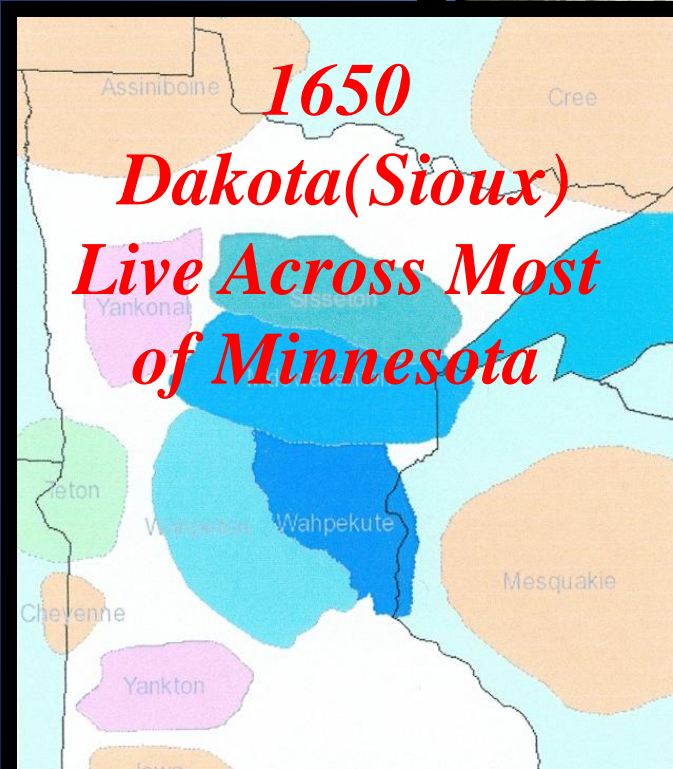 1650
Dakota(Sioux)
Live Across Most
of Minnesota
Assiniboine
Cree
Yankonai
Sisseton
Teton
Wahpekute
Mesquakie
Cheyenne
Yankton